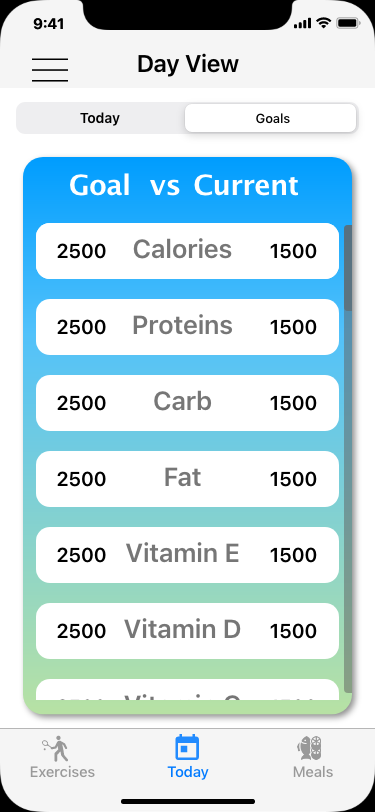 9:41
Day View
Today Goals
Goal vs Current
2500 Calories 1500
2500 Proteins 1500
2500 Carb 1500
2500 Fat 1500
2500 Vitamin E 1500
2500 Vitamin D 1500
Vitamin
Exercises Today Meals